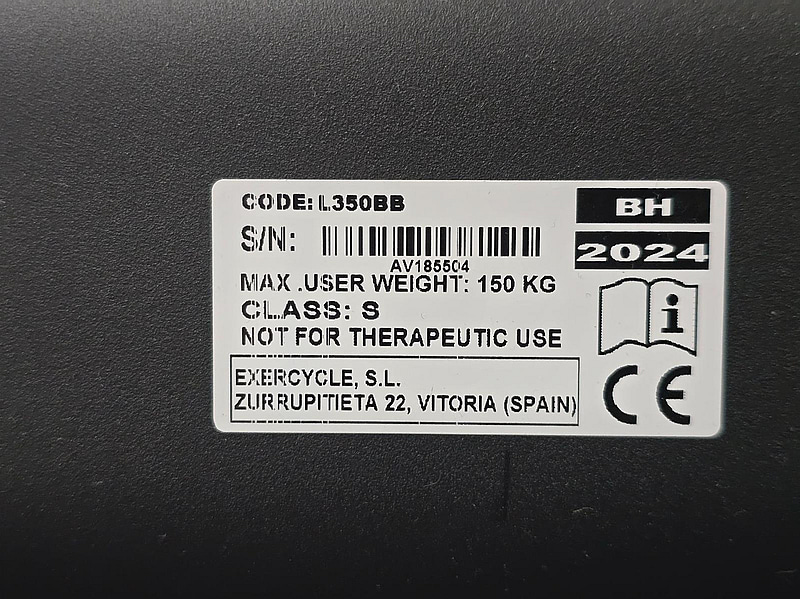 CODE: L350BB
BH
S/N:
2024
AV185504
MAX .USER WEIGHT: 150 KG
CLASS: S
NOT FOR THERAPEUTIC USE
i
EXERCYCLE, S.L.
ZURRUPITIETA 22, VITORIA (SPAIN)
CE